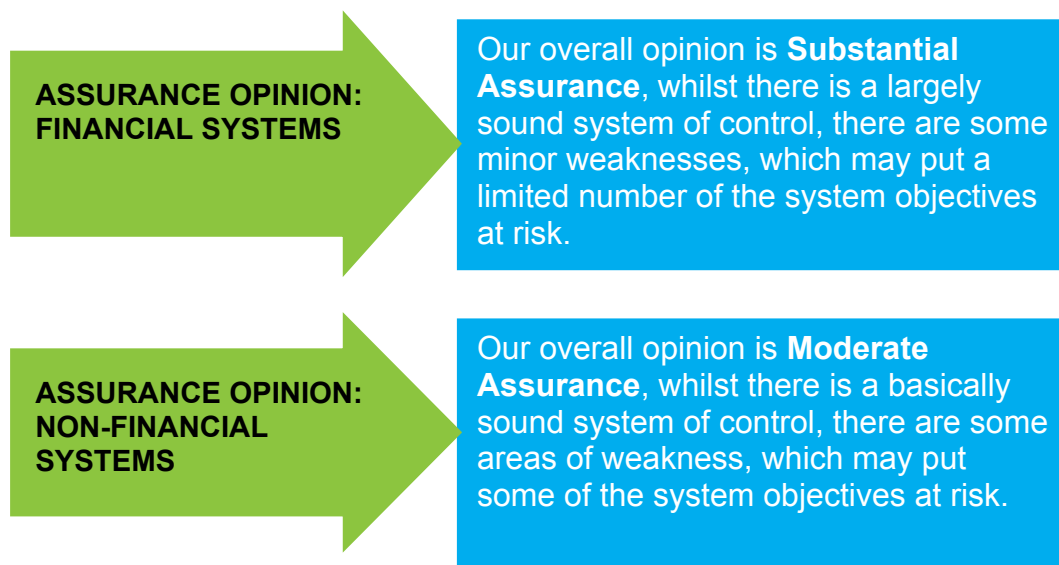 ASSURANCE OPINION:
FINANCIAL SYSTEMS
Our overall opinion is Substantial
Assurance, whilst there is a largely
sound system of control, there are some
minor weaknesses, which may put a
limited number of the system objectives
at risk.
ASSURANCE OPINION:
NON-FINANCIAL
SYSTEMS
Our overall opinion is Moderate
Assurance, whilst there is a basically
sound system of control, there are some
areas of weakness, which may put
some of the system objectives at risk.